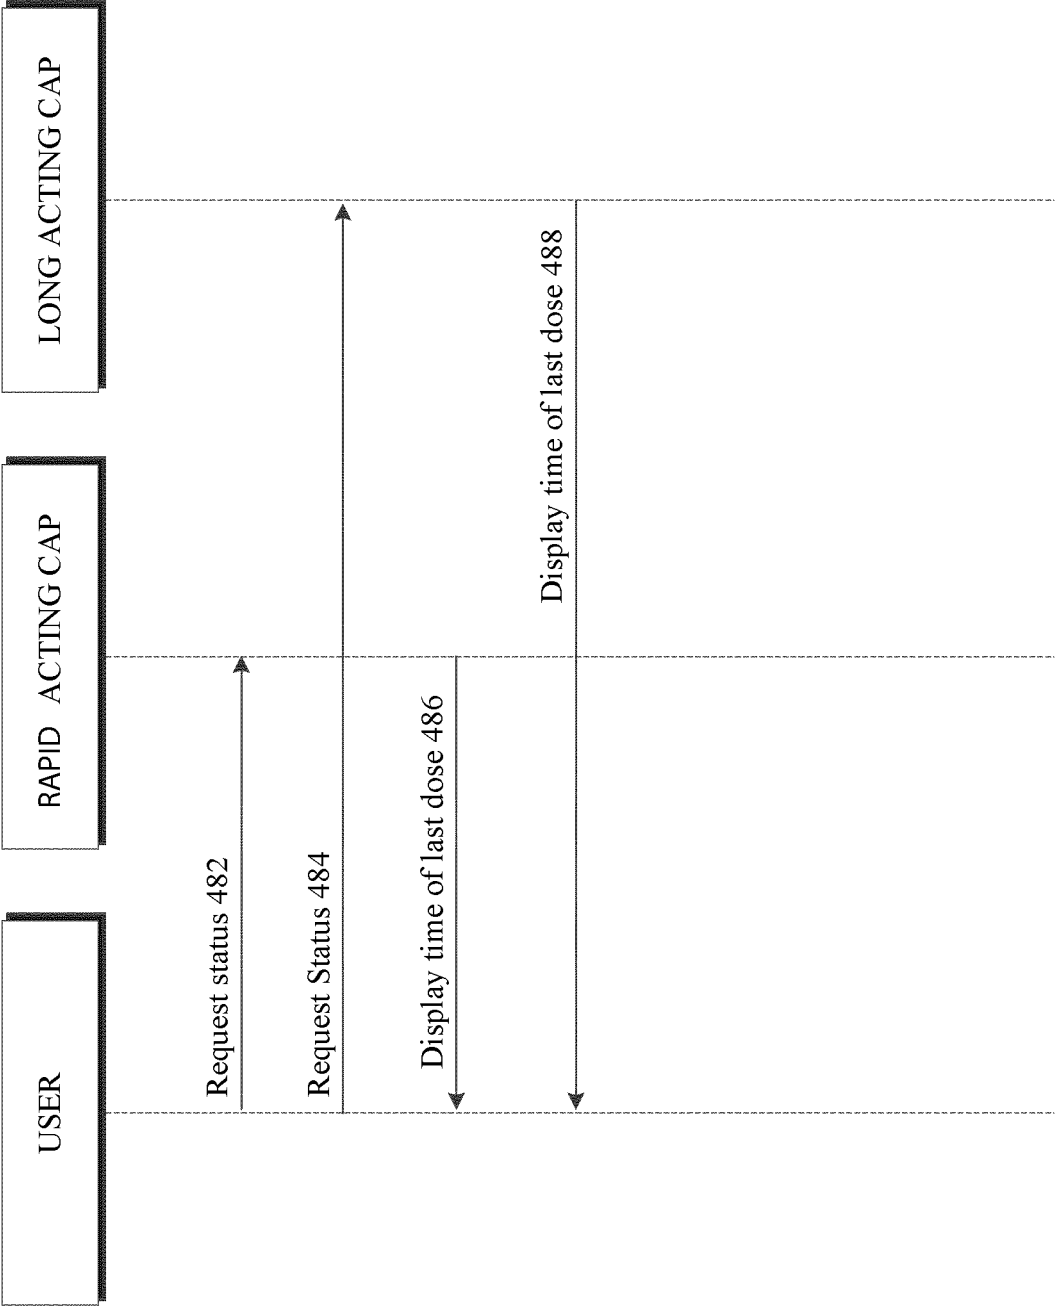 USER
RAPID ACTING CAP
LONG ACTING CAP
Request status 482
Request Status 484
Display time of last dose 486
Display time of last dose 488